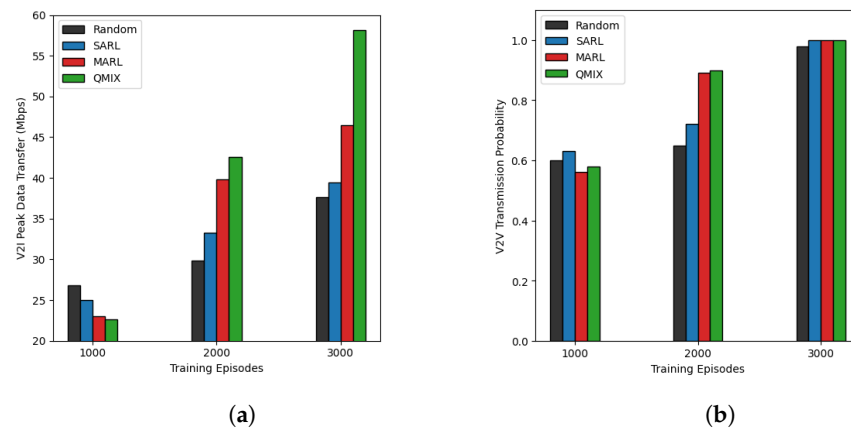 60
55
50
45
40
35
30
25
20
V2I Peak Data Transfer (Mbps)
Random
SARL
MARL
QMIX
1000
2000
3000
Training Episodes
(a)
1.0
0.8
0.6
0.4
0.2
0.0
V2V Transmission Probability
Random
SARL
MARL
QMIX
1000
2000
3000
Training Episodes
(b)